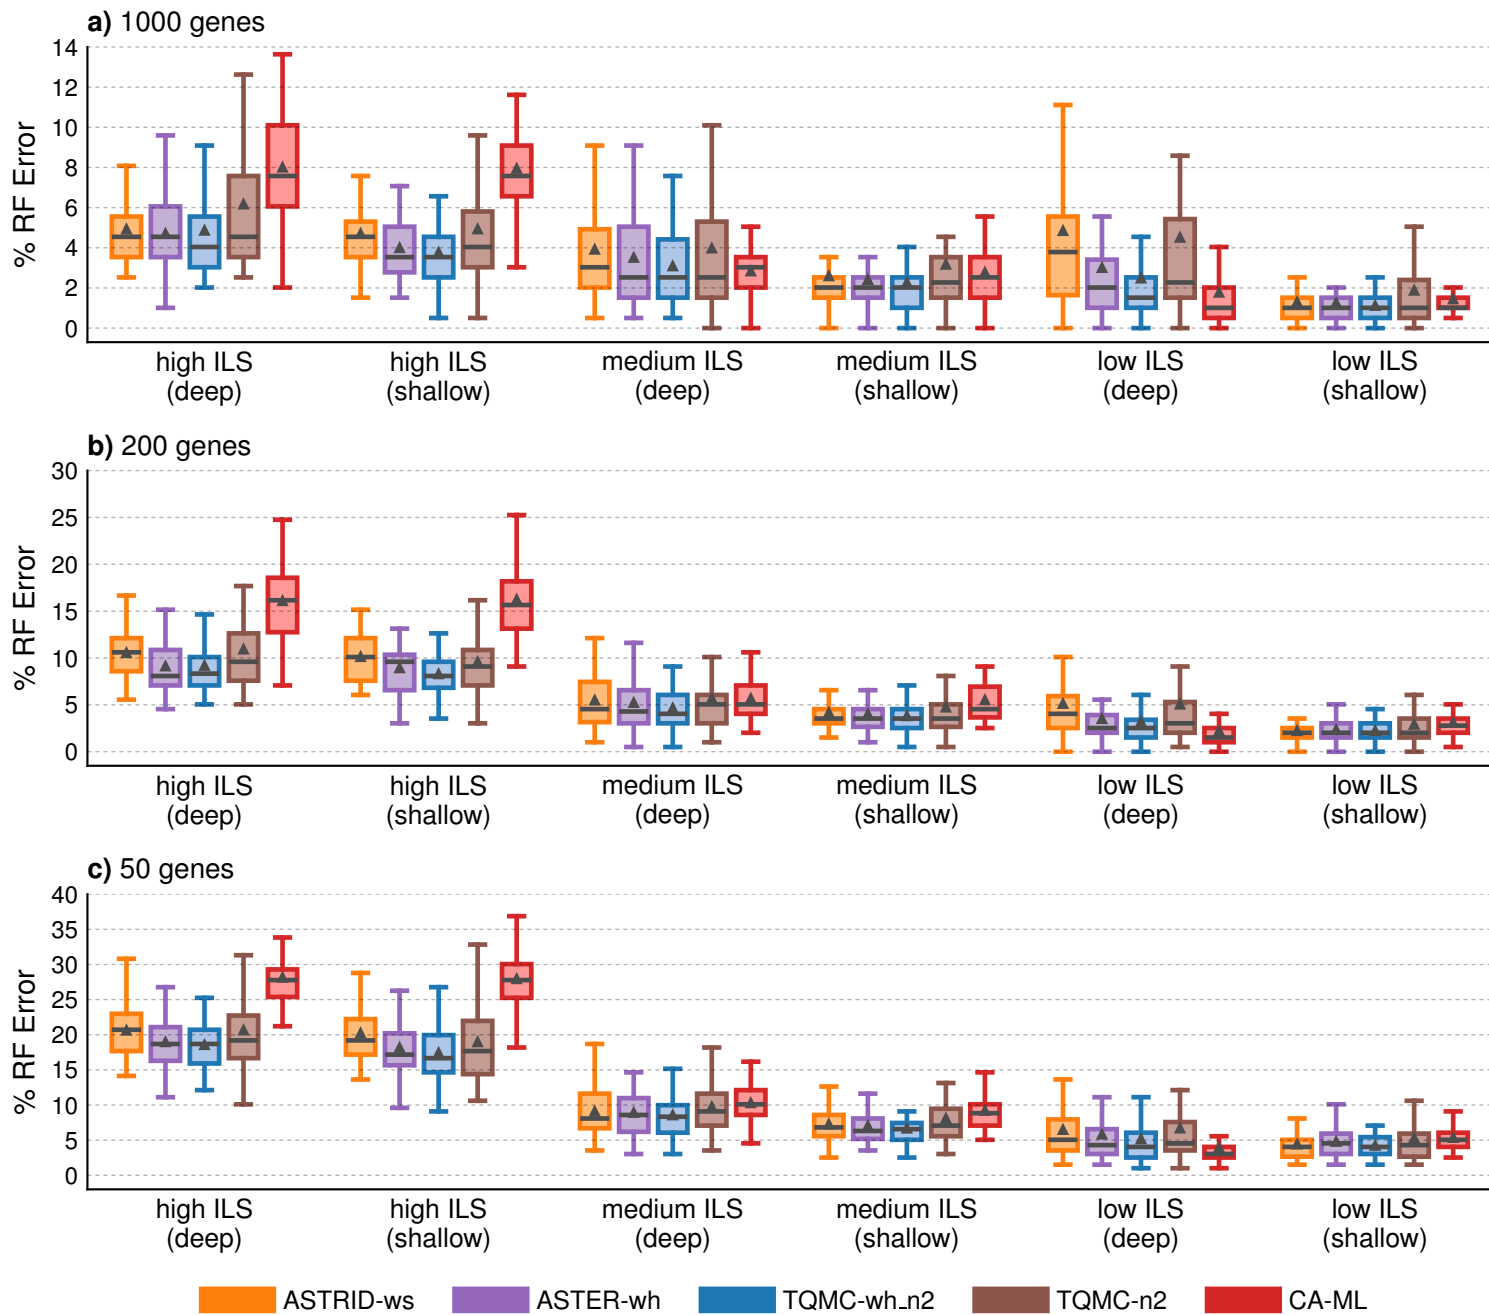 a) 1000 genes
14
12
10
8
6
4
2
0
% RF Error
high ILS
(deep)
high ILS
(shallow)
medium ILS
(deep)
medium ILS
(shallow)
low ILS
(deep)
low ILS
(shallow)
b) 200 genes
30
25
20
15
10
5
0
% RF Error
high ILS
(deep)
high ILS
(shallow)
medium ILS
(deep)
medium ILS
(shallow)
low ILS
(deep)
low ILS
(shallow)
c) 50 genes
40
35
30
25
20
15
10
5
0
% RF Error
high ILS
(deep)
high ILS
(shallow)
medium ILS
(deep)
medium ILS
(shallow)
low ILS
(deep)
low ILS
(shallow)
ASTRID-ws ASTER-wh TQMC-wh_n2 TQMC-n2 CA-ML